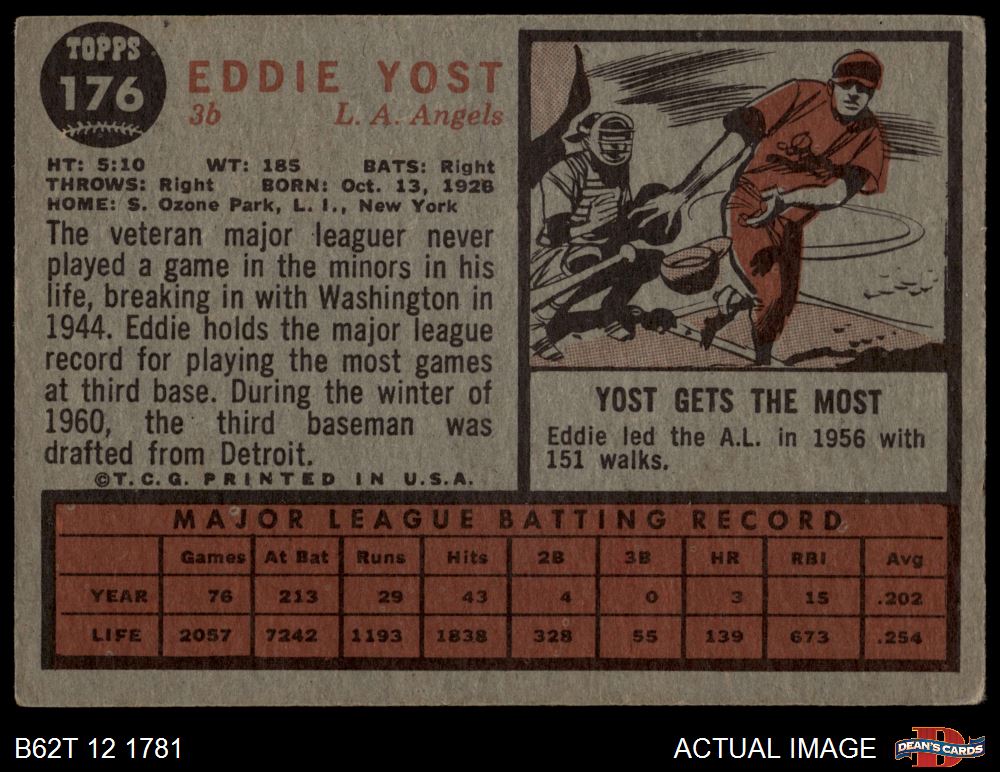 TOPPS
176
EDDIE YOST
3b L. A. Angels
HT: 5:10 WT: 185 BATS: Right
THROWS: Right BORN: Oct. 13, 1926
HOME: S. Ozone Park, L. I., New York
The veteran major leaguer never
played a game in the minors in his
life, breaking in with Washington in
1944. Eddie holds the major league
record for playing the most games
at third base. During the winter of
1960, the third baseman was
drafted from Detroit.
©T.C.G. PRINTED IN U.S.A.
YOST GETS THE MOST
Eddie led the A.L. in 1956 with
151 walks.
MAJOR LEAGUE BATTING RECORD
Games At Bat Runs Hits 2B 3B HR RBI Avg
YEAR 76 213 29 43 4 0 3 15 .202
LIFE 2057 7242 1193 1838 328 55 139 673 .254
B62T 12 1781
ACTUAL IMAGE
D
DEAN'S CARDS